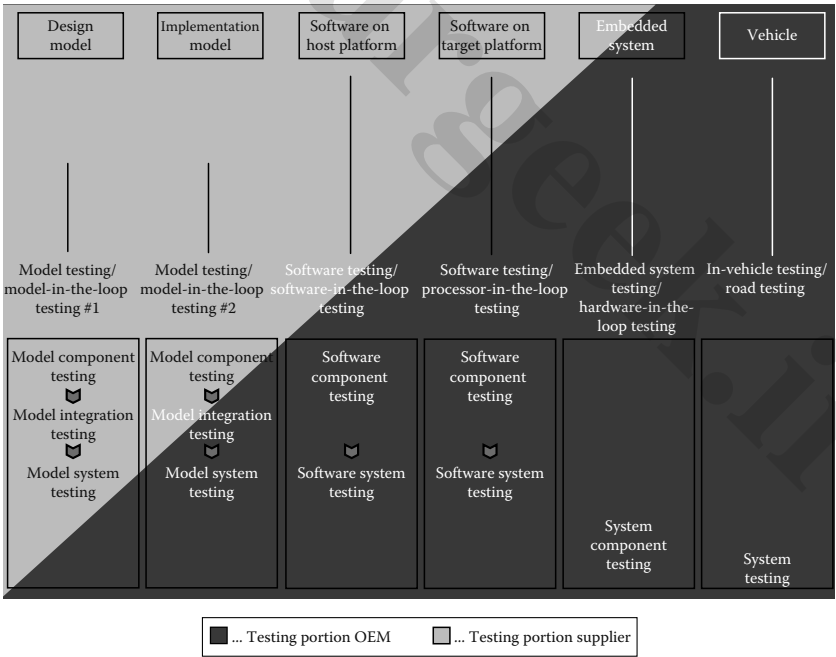 Design
model
Implementation
model
Software on
host platform
Software on
target platform
Embedded
system
Vehicle
Model testing/
model-in-the-loop
testing #1
Model testing/
model-in-the-loop
testing #2
Software testing/
software-in-the-loop
testing
Software testing/
processor-in-the-loop
testing
Embedded system
testing/
hardware-in-the-
loop testing
In-vehicle testing/
road testing
Model component
testing
Model integration
testing
Model system
testing
Model component
testing
Model integration
testing
Model system
testing
Software
component
testing
Software system
testing
Software
component
testing
Software system
testing
System
component
testing
System
testing
... Testing portion OEM
... Testing portion supplier